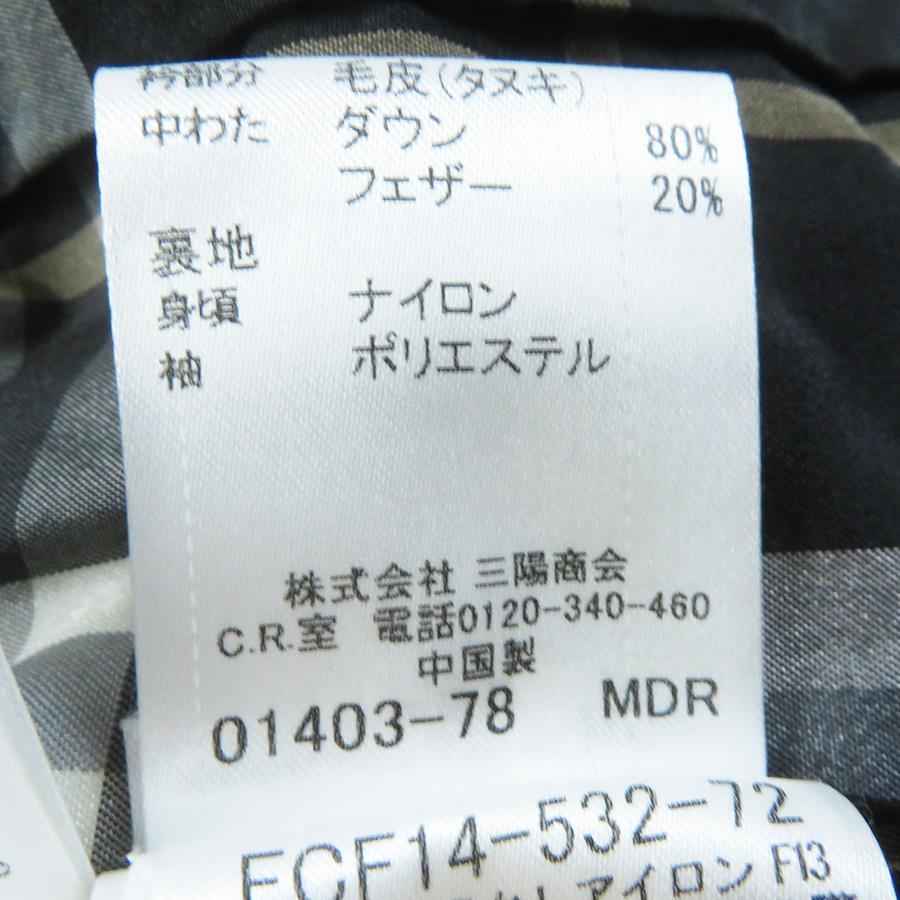 衿部分 毛皮(タヌキ)
中わた ダウン 80%
フェザー 20%
裏地
身頃 ナイロン
袖 ポリエステル
株式会社 三陽商会
C.R.室 電話0120-340-460
中国製
01403-78 MDR
FCF14-532-72
アイロン F13